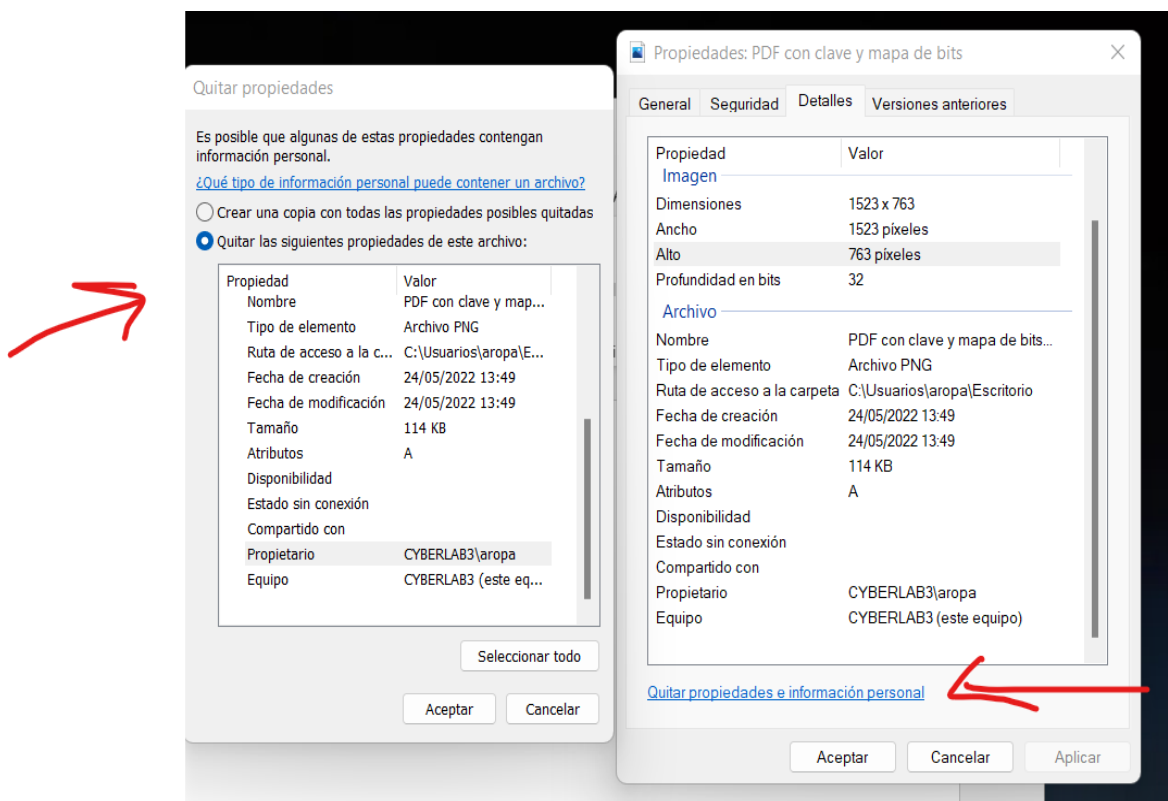 Quitar propiedades
Es posible que algunas de estas propiedades contengan
información personal.
¿Qué tipo de información personal puede contener un archivo?
Crear una copia con todas las propiedades posibles quitadas
Quitar las siguientes propiedades de este archivo:
Propiedad Valor
Nombre PDF con clave y map...
Tipo de elemento Archivo PNG
Ruta de acceso a la c... C:\Usuarios\aropa\E...
Fecha de creación 24/05/2022 13:49
Fecha de modificación 24/05/2022 13:49
Tamaño 114 KB
Atributos A
Disponibilidad
Estado sin conexión
Compartido con
Propietario CYBERLAB3\aropa
Equipo CYBERLAB3 (este eq...
Seleccionar todo
Aceptar Cancelar
Propiedades: PDF con clave y mapa de bits
General Seguridad Detalles Versiones anteriores
Propiedad Valor
Imagen
Dimensiones 1523 x 763
Ancho 1523 píxeles
Alto 763 píxeles
Profundidad en bits 32
Archivo
Nombre PDF con clave y mapa de bits...
Tipo de elemento Archivo PNG
Ruta de acceso a la carpeta C:\Usuarios\aropa\Escritorio
Fecha de creación 24/05/2022 13:49
Fecha de modificación 24/05/2022 13:49
Tamaño 114 KB
Atributos A
Disponibilidad
Estado sin conexión
Compartido con
Propietario CYBERLAB3\aropa
Equipo CYBERLAB3 (este equipo)
Quitar propiedades e información personal
Aceptar Cancelar Aplicar